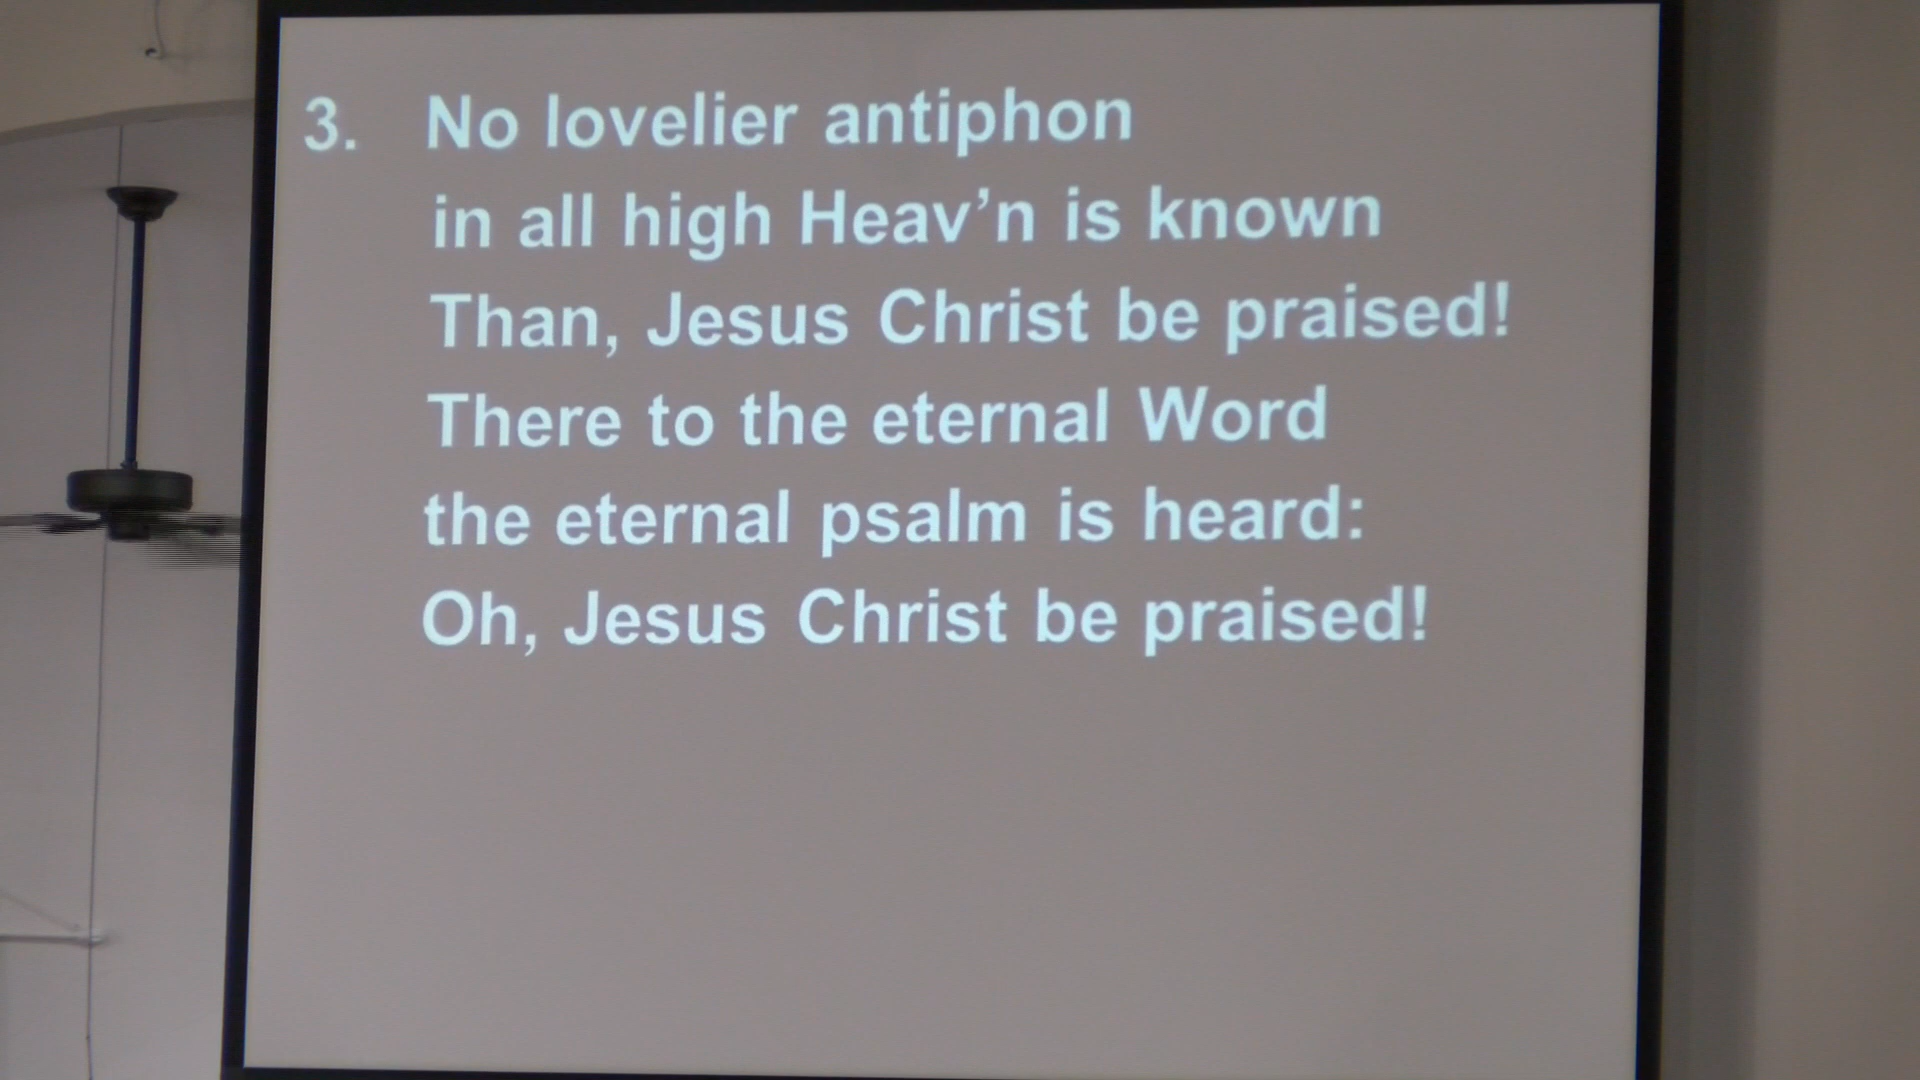 3. No lovelier antiphon
in all high Heav’n is known
Than, Jesus Christ be praised!
There to the eternal Word
the eternal psalm is heard:
Oh, Jesus Christ be praised!